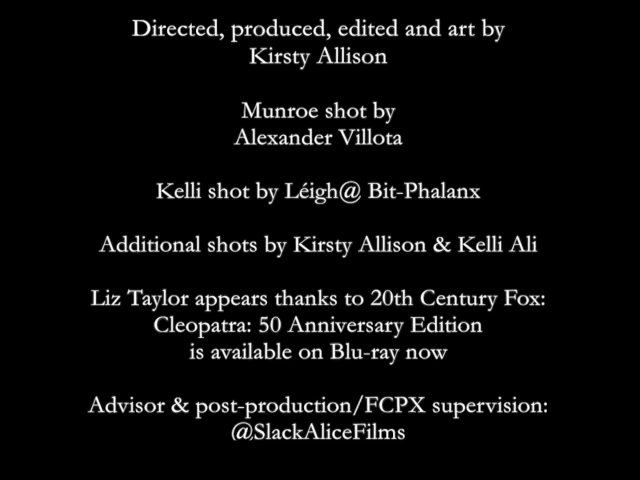 Directed, produced, edited and art by
Kirsty Allison
Munroe shot by
Alexander Villota
Kelli shot by Léigh@ Bit-Phalanx
Additional shots by Kirsty Allison & Kelli Ali
Liz Taylor appears thanks to 20th Century Fox:
Cleopatra: 50 Anniversary Edition
is available on Blu-ray now
Advisor & post-production/FCPX supervision:
@SlackAliceFilms